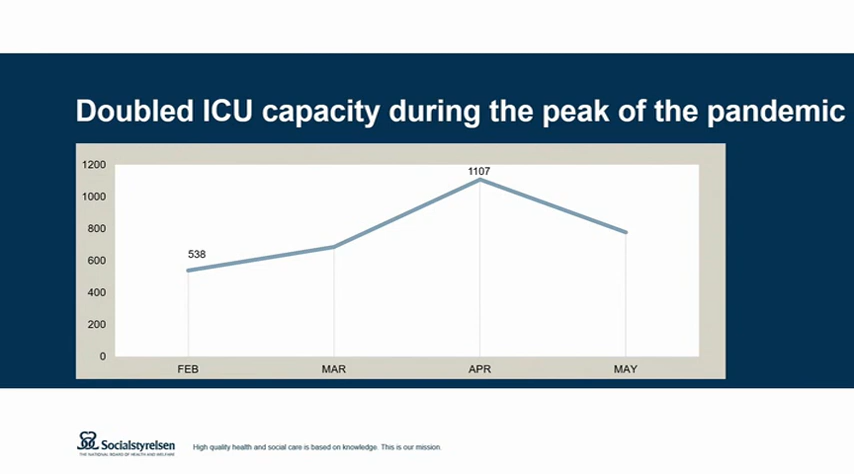 Doubled ICU capacity during the peak of the pandemic
1200
1000
800
600
400
200
0
538
1107
FEB MAR APR MAY
Socialstyrelsen
THE NATIONAL BOARD OF HEALTH AND WELFARE
High quality health and social care is based on knowledge. This is our mission.